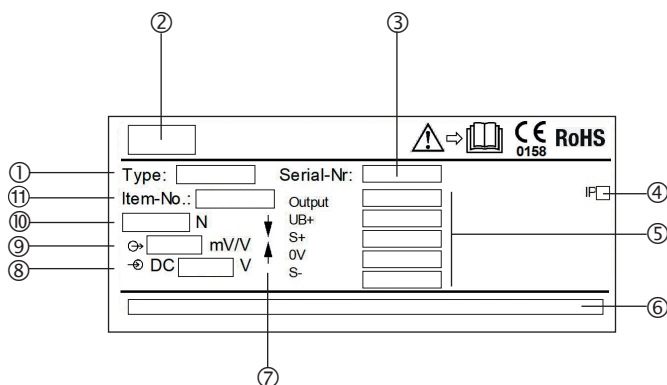 ② ③
CE RoHS
0158
① Type: Serial-Nr:
⑪ Item-No.: Output IP ④
⑩ N UB+
⑨ mV/V S+ ⑤
⑧ DC V 0V
S-
⑥
⑦